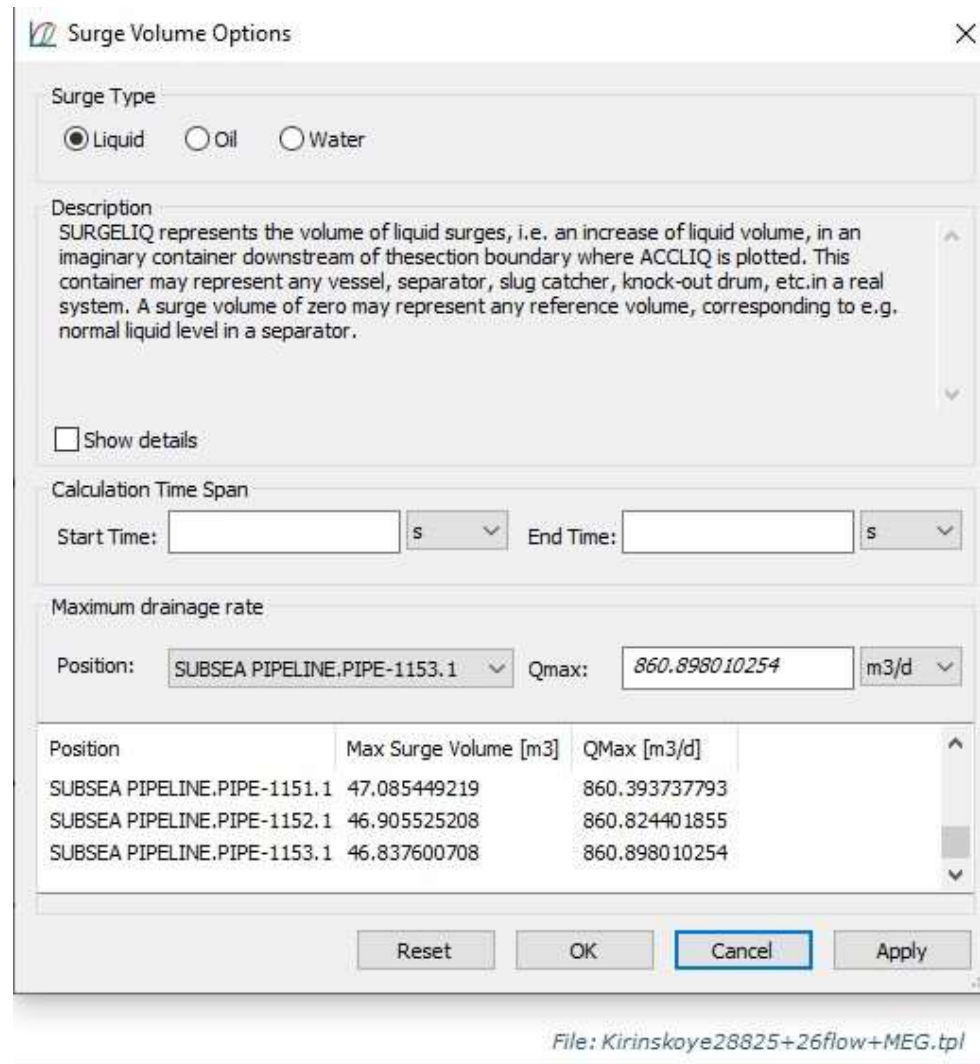 Surge Volume Options
Surge Type
Liquid Oil Water
Description
SURGELIQ represents the volume of liquid surges, i.e. an increase of liquid volume, in an
imaginary container downstream of thesection boundary where ACCLIQ is plotted. This
container may represent any vessel, separator, slug catcher, knock-out drum, etc.in a real
system. A surge volume of zero may represent any reference volume, corresponding to e.g.
normal liquid level in a separator.
Show details
Calculation Time Span
Start Time: s End Time: s
Maximum drainage rate
Position: SUBSEA PIPELINE.PIPE-1153.1 Qmax: 860.898010254 m3/d
Position Max Surge Volume [m3] QMax [m3/d]
SUBSEA PIPELINE.PIPE-1151.1 47.085449219 860.393737793
SUBSEA PIPELINE.PIPE-1152.1 46.905525208 860.824401855
SUBSEA PIPELINE.PIPE-1153.1 46.837600708 860.898010254
Reset OK Cancel Apply
File: Kirinskoye28825+26flow+MEG.tpl